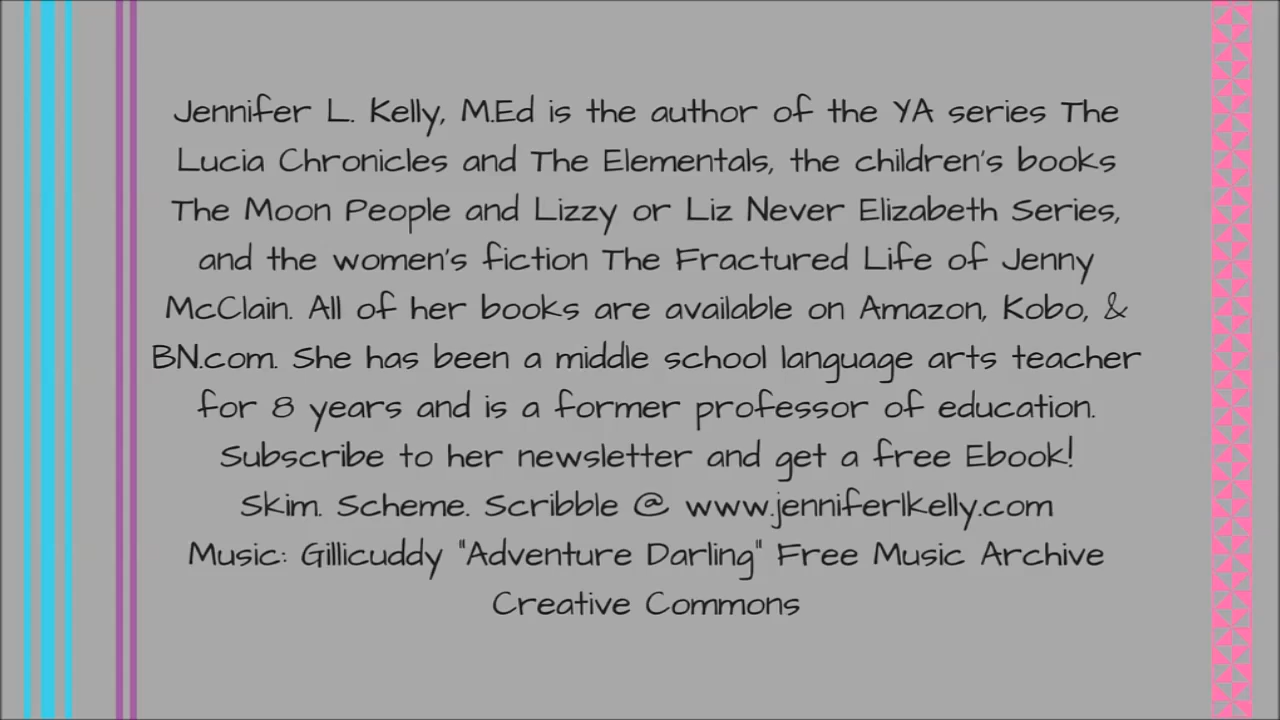 Jennifer L. Kelly, M.Ed is the author of the YA series The
Lucia Chronicles and The Elementals, the children's books
The Moon People and Lizzy or Liz Never Elizabeth Series,
and the women's fiction The Fractured Life of Jenny
McClain. All of her books are available on Amazon, Kobo, &
BN.com. She has been a middle school language arts teacher
for 8 years and is a former professor of education.
Subscribe to her newsletter and get a free Ebook!
Skim. Scheme. Scribble @ www.jenniferlkelly.com
Music: Gillicuddy "Adventure Darling" Free Music Archive
Creative Commons